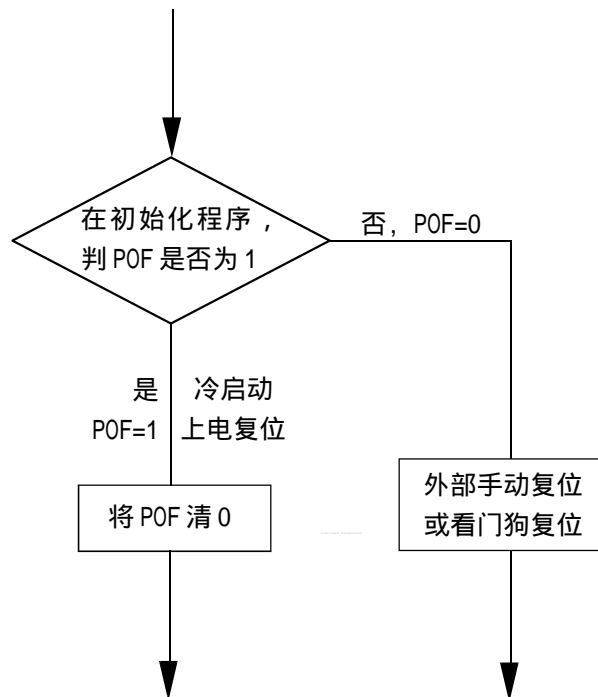 在初始化程序，
判 POF 是否为 1
否，POF=0
是
冷启动
POF=1
上电复位
将 POF 清 0
外部手动复位
或看门狗复位